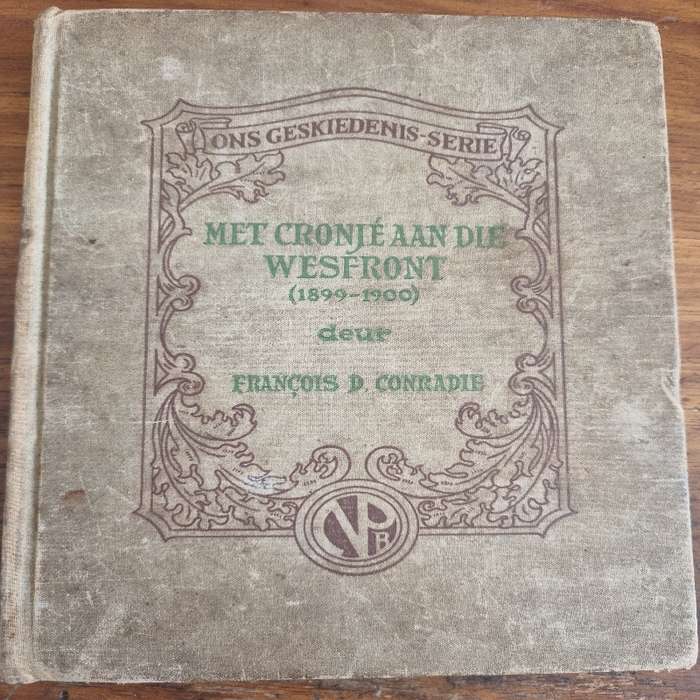 ONS GESKIEDENIS-SERIE
MET CRONJÉ AAN DIE
WESFRONT
(1899-1900)
deur
FRANÇOIS D. CONRADIE
NPB